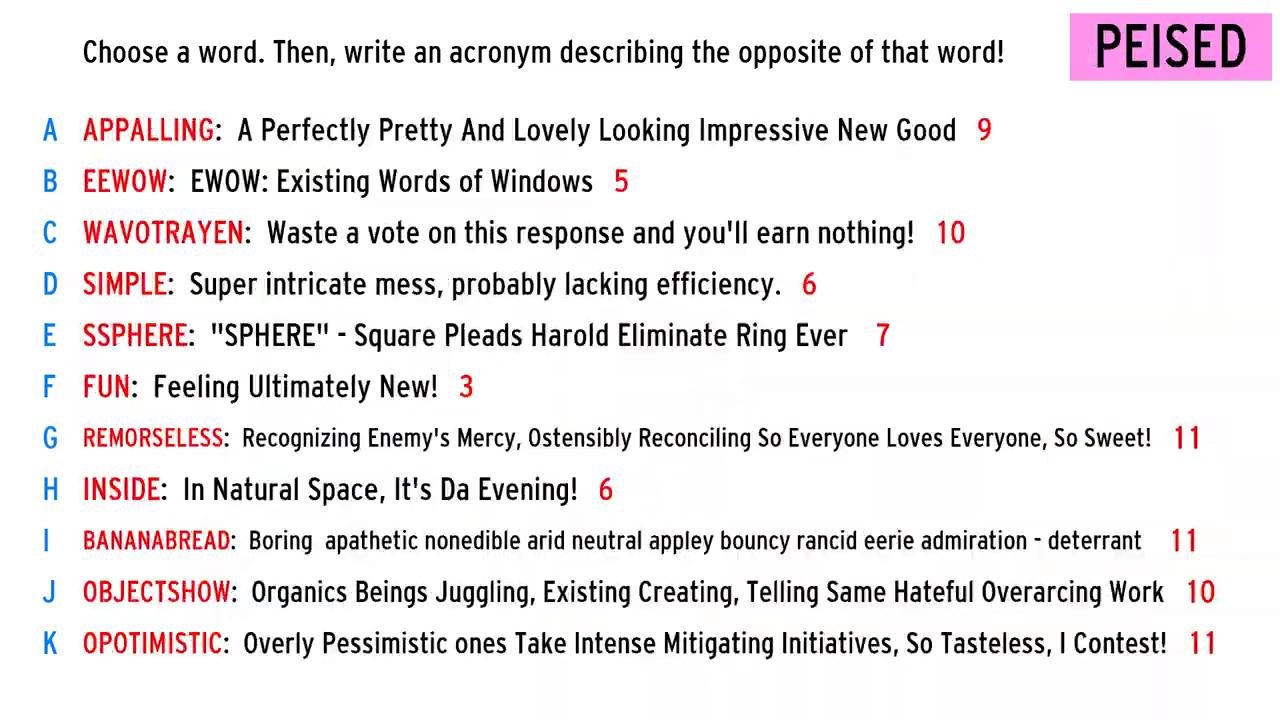 Choose a word. Then, write an acronym describing the opposite of that word!
PEISED
A APPALLING: A Perfectly Pretty And Lovely Looking Impressive New Good 9
B EEWOW: EWOW: Existing Words of Windows 5
C WAVOTRAYEN: Waste a vote on this response and you'll earn nothing! 10
D SIMPLE: Super intricate mess, probably lacking efficiency. 6
E SSPHERE: "SPHERE" - Square Pleads Harold Eliminate Ring Ever 7
F FUN: Feeling Ultimately New! 3
G REMORSELESS: Recognizing Enemy's Mercy, Ostensibly Reconciling So Everyone Loves Everyone, So Sweet! 11
H INSIDE: In Natural Space, It's Da Evening! 6
I BANANABREAD: Boring apathetic nonedible arid neutral appley bouncy rancid eerie admiration - deterrant 11
J OBJECTSHOW: Organics Beings Juggling, Existing Creating, Telling Same Hateful Overarcing Work 10
K OPOTIMISTIC: Overly Pessimistic ones Take Intense Mitigating Initiatives, So Tasteless, I Contest! 11